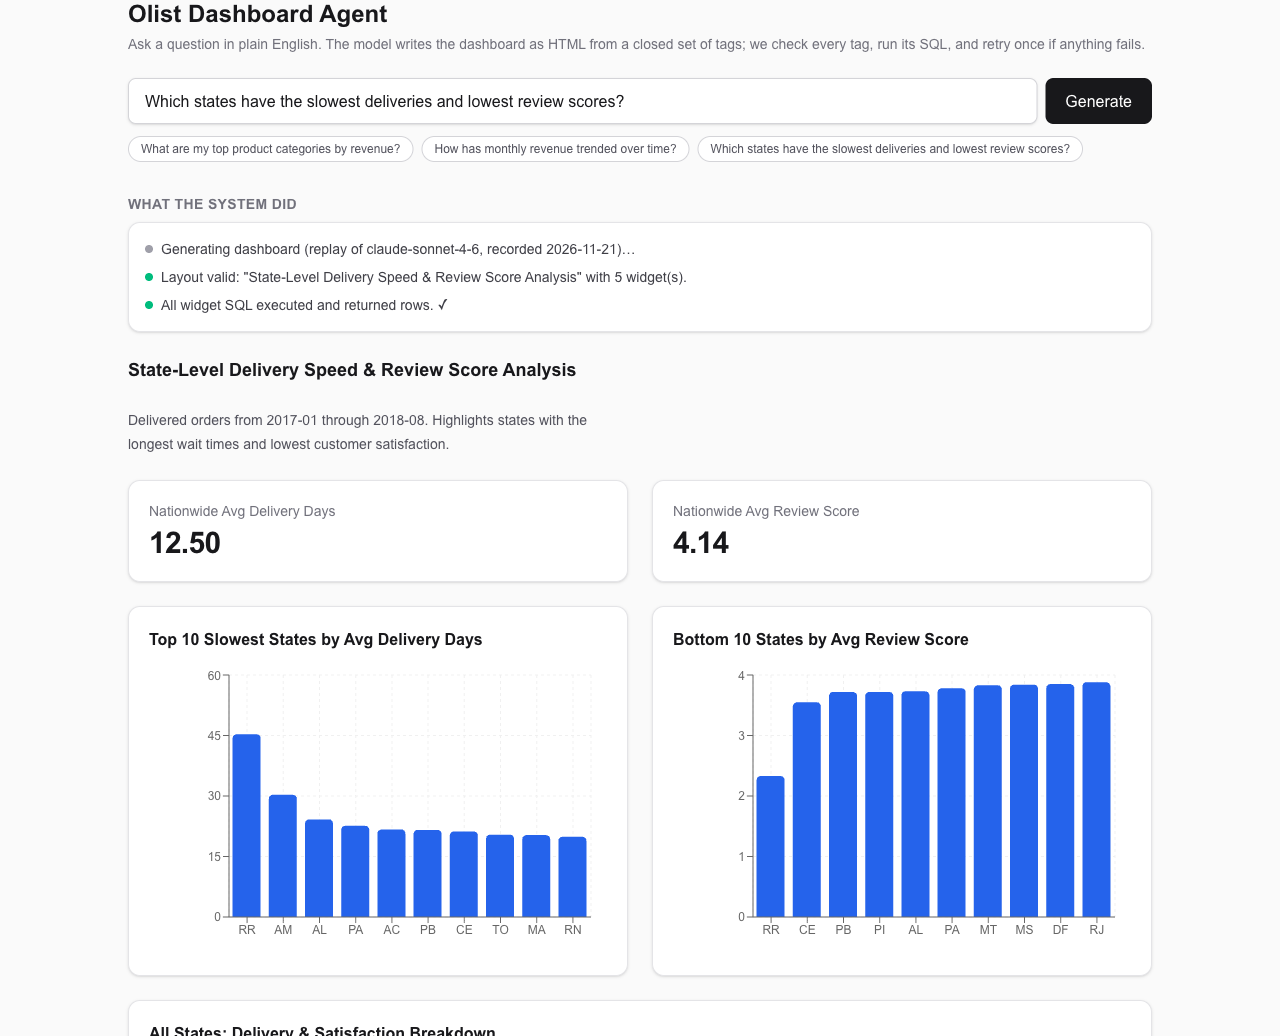 Olist Dashboard Agent
Ask a question in plain English. The model writes the dashboard as HTML from a closed set of tags; we check every tag, run its SQL, and retry once if anything fails.
Which states have the slowest deliveries and lowest review scores?
Generate
What are my top product categories by revenue?
How has monthly revenue trended over time?
Which states have the slowest deliveries and lowest review scores?
WHAT THE SYSTEM DID
Generating dashboard (replay of claude-sonnet-4-6, recorded 2026-11-21)…
Layout valid: "State-Level Delivery Speed & Review Score Analysis" with 5 widget(s).
All widget SQL executed and returned rows. ✓
State-Level Delivery Speed & Review Score Analysis
Delivered orders from 2017-01 through 2018-08. Highlights states with the
longest wait times and lowest customer satisfaction.
Nationwide Avg Delivery Days
12.50
Nationwide Avg Review Score
4.14
Top 10 Slowest States by Avg Delivery Days
60
45
30
15
0
RR AM AL PA AC PB CE TO MA RN
Bottom 10 States by Avg Review Score
4
3
2
1
0
RR CE PB PI AL PA MT MS DF RJ
All States: Delivery & Satisfaction Breakdown